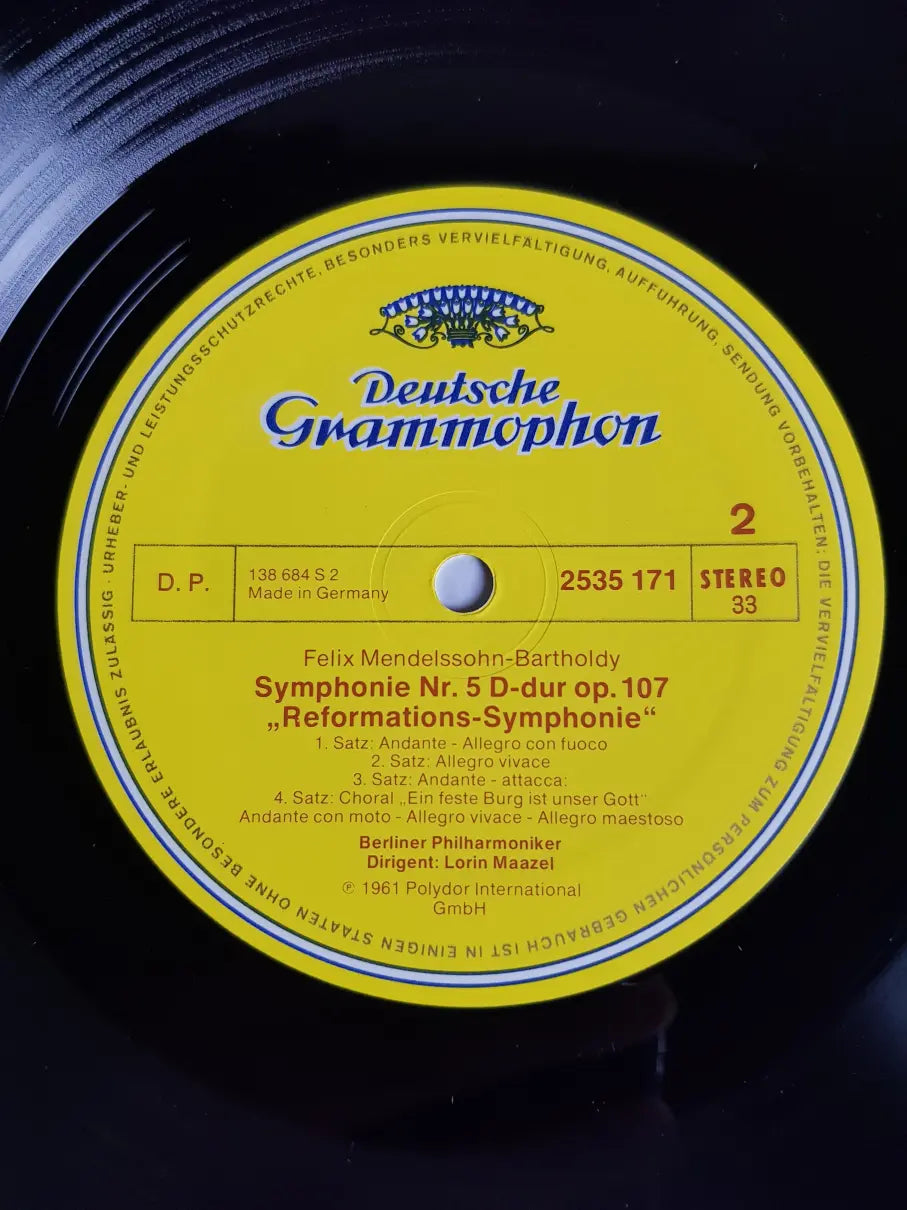 URHEBER- UND LEISTUNGSSCHUTZRECHTE, BESONDERS VERVIELFÄLTIGUNG, AUFFÜHRUNG, SENDUNG VORBEHALTEN; DIE VERVIELFÄLTIGUNG ZUM PERSÖNLICHEN GEBRAUCH IST IN EINIGEN STAATEN OHNE BESONDERE ERLAUBNIS ZULÄSSIG ·
Deutsche
Grammophon
2
D. P.
138 684 S 2
Made in Germany
2535 171
STEREO
33
Felix Mendelssohn-Bartholdy
Symphonie Nr. 5 D-dur op. 107
„Reformations-Symphonie“
1. Satz: Andante - Allegro con fuoco
2. Satz: Allegro vivace
3. Satz: Andante - attacca:
4. Satz: Choral „Ein feste Burg ist unser Gott“
Andante con moto - Allegro vivace - Allegro maestoso
Berliner Philharmoniker
Dirigent: Lorin Maazel
℗ 1961 Polydor International
GmbH